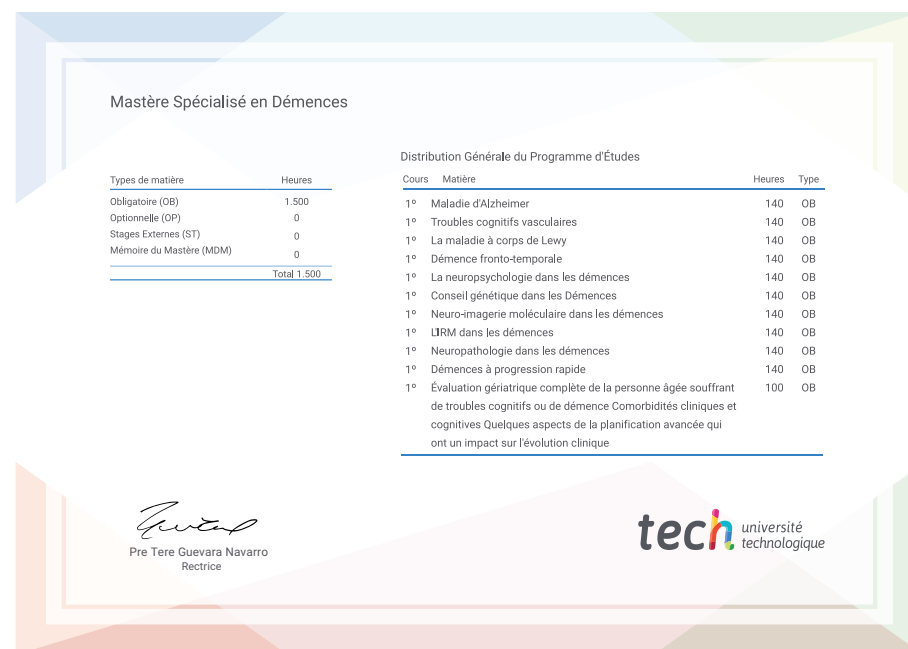 Mastère Spécialisé en Démences
Types de matière Heures
Obligatoire (OB) 1.500
Optionnelle (OP) 0
Stages Externes (ST) 0
Mémoire du Mastère (MDM) 0
Total 1.500
Distribution Générale du Programme d'Études
Cours Matière Heures Type
1º Maladie d'Alzheimer 140 OB
1º Troubles cognitifs vasculaires 140 OB
1º La maladie à corps de Lewy 140 OB
1º Démence fronto-temporale 140 OB
1º La neuropsychologie dans les démences 140 OB
1º Conseil génétique dans les Démences 140 OB
1º Neuro-imagerie moléculaire dans les démences 140 OB
1º L'IRM dans les démences 140 OB
1º Neuropathologie dans les démences 140 OB
1º Démences à progression rapide 140 OB
1º Évaluation gériatrique complète de la personne âgée souffrant 100 OB
de troubles cognitifs ou de démence Comorbidités cliniques et
cognitives Quelques aspects de la planification avancée qui
ont un impact sur l'évolution clinique
Pre Tere Guevara Navarro
Rectrice
tech université
technologique